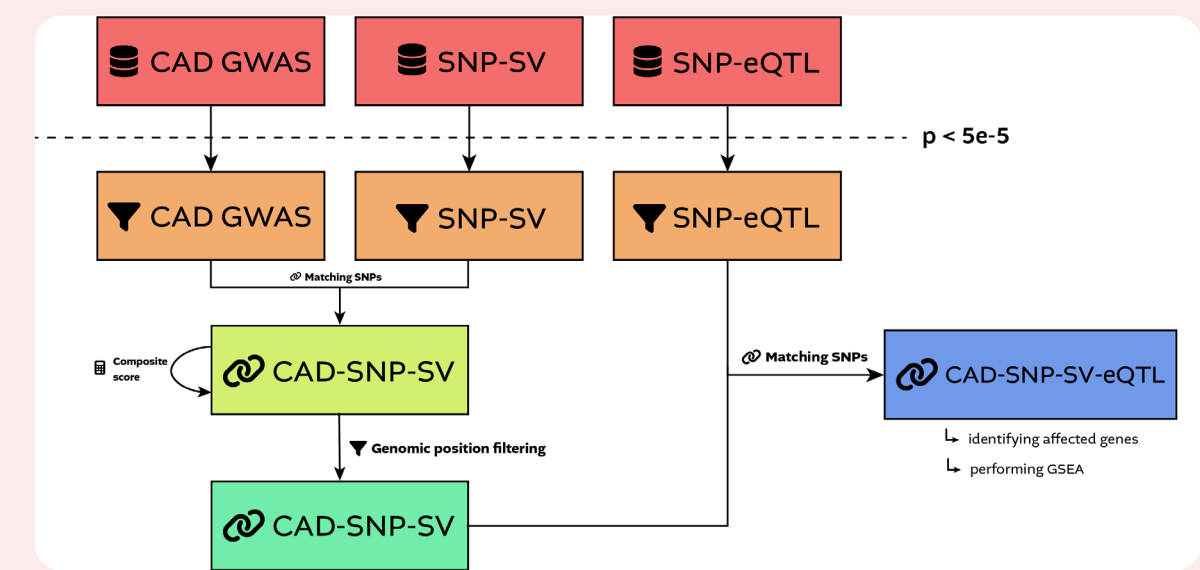 CAD GWAS
SNP-SV
SNP-eQTL
p < 5e-5
CAD GWAS
SNP-SV
SNP-eQTL
Matching SNPs
Composite
score
CAD-SNP-SV
Matching SNPs
CAD-SNP-SV-eQTL
Genomic position filtering
identifying affected genes
performing GSEA
CAD-SNP-SV